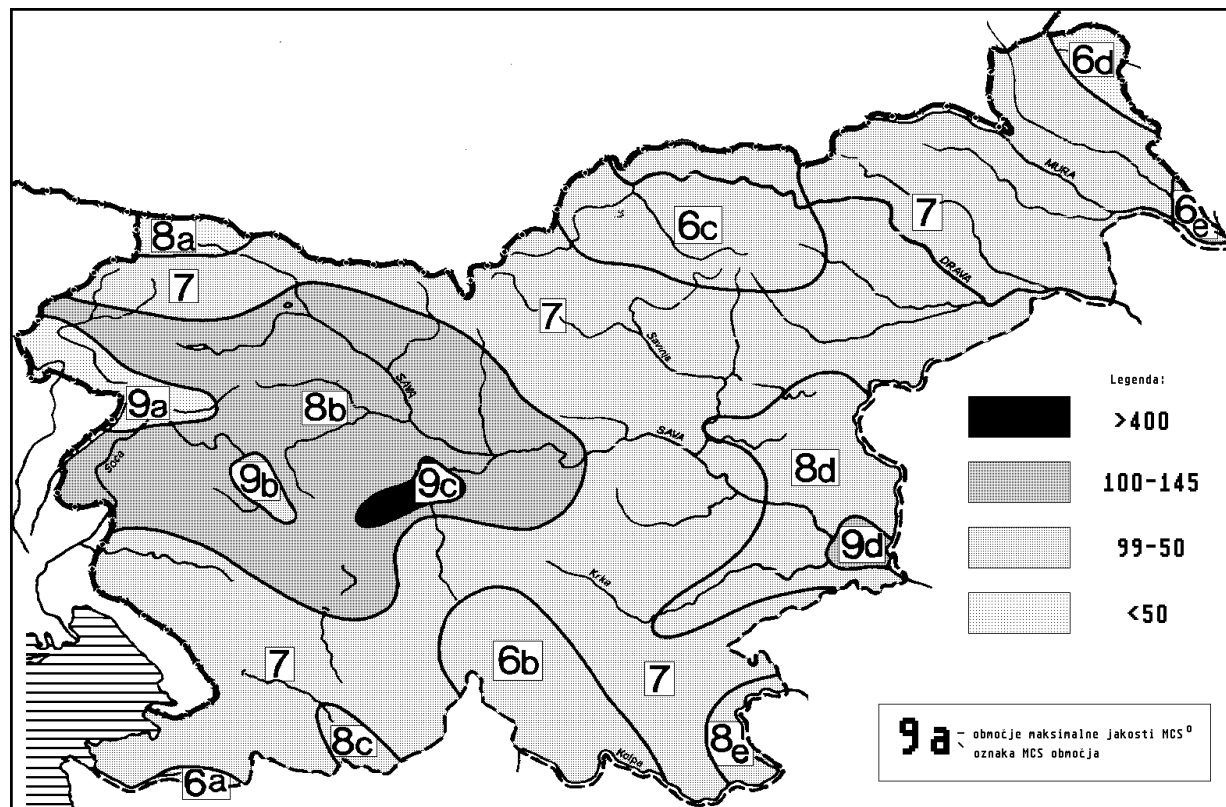 6d
MURA
7
6e
6c
8a
DRAVA
7
7
Savinja
SAVA
9a
8b
SAVA
Soča
8d
9b
9c
9d
Krka
6b
7
7
8c
8e
Kolpa
6a
Legenda:
>400
100-145
99-50
<50
9a - območje maksimalne jakosti MCS°
oznaka MCS območja